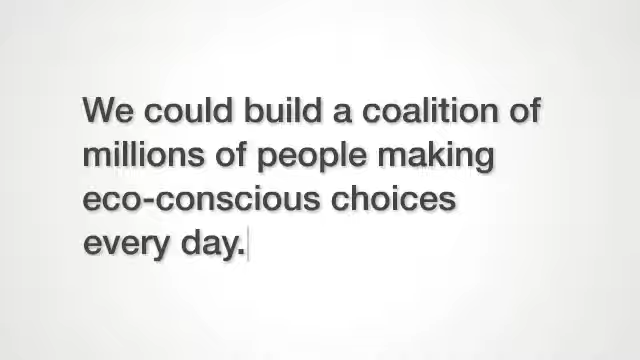 We could build a coalition of
millions of people making
eco-conscious choices
every day.